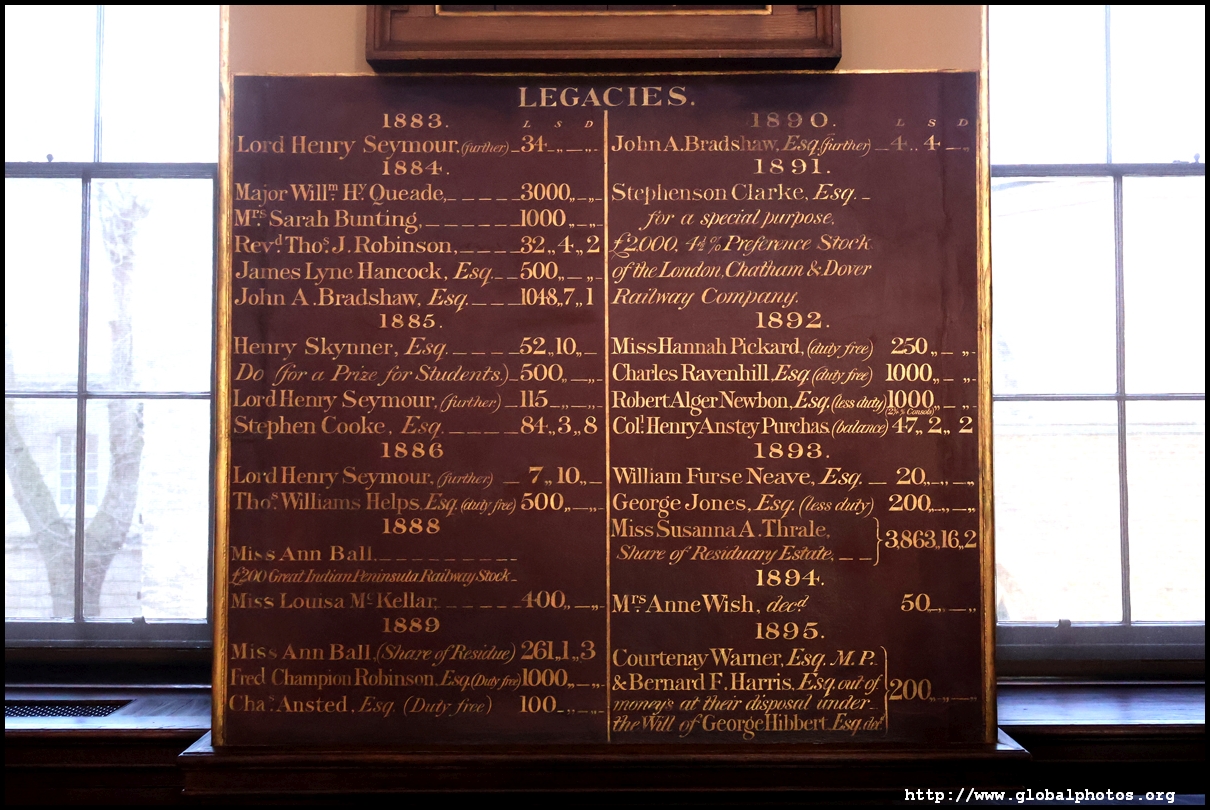 LEGACIES.
1883. L S D
Lord Henry Seymour, (further) _ 34 _ „ _ „ _
1884.
Major Willm. Hy. Queade, _ _ _ _ _ 3000 „ _ „ _
Mrs. Sarah Bunting, _ _ _ _ _ _ 1000 „ _ „ _
Revd. Thos. J. Robinson, _ _ _ _ 32 „ 4 „ 2
James Lyne Hancock, Esq. _ _ 500 „ _ „ _
John A. Bradshaw, Esq. _ _ _ 1048 „ 7 „ 1
1885.
Henry Skynner, Esq. _ _ _ _ 52 „ 10 „ _
Do (for a Prize for Students.) _ 500 „ _ „ _
Lord Henry Seymour, (further) _ 115 _ „ _ „ _
Stephen Cooke, Esq. _ _ _ _ 84 „ 3 „ 8
1886
Lord Henry Seymour, (further) _ 7 „ 10 „ _
Thos. Williams Helps, Esq. (duty free) 500 „ _ „ _
1888
Miss Ann Ball, _ _ _ _ _ _ _ _ _
£200 Great Indian Peninsula Railway Stock _
Miss Louisa McKellar, _ _ _ _ _ 400 „ _ „ _
1889
Miss Ann Ball, (Share of Residue) 261 „ 1 „ 3
Fred Champion Robinson, Esq. (Duty free) 1000 „ _ „ _
Chas. Ansted, Esq. (Duty free) 100 _ „ _ „ _
1890. L S D
John A. Bradshaw, Esq. (further) _ 4 „ 4 „ _
1891.
Stephenson Clarke, Esq. _
for a special purpose,
£2,000, 4½ % Preference Stock
of the London, Chatham & Dover
Railway Company.
1892.
Miss Hannah Pickard, (duty free) 250 „ _ „ _
Charles Ravenhill, Esq. (duty free) 1000 „ _ „ _
Robert Alger Newbon, Esq. (less duty) 1000 „ _ „ _
(2¾ % Consols)
Col. Henry Anstey Purchas, (balance) 47 „ 2 „ 2
1893.
William Furse Neave, Esq. _ 20 „ _ „ _
George Jones, Esq. (less duty) 200 „ _ „ _
Miss Susanna A. Thrale,
Share of Residuary Estate, _ _ } 3,863 „ 16 „ 2
1894.
Mrs. Anne Wish, decd 50 „ _ „ _
1895.
Courtenay Warner, Esq. M.P.
& Bernard F. Harris, Esq. out of
moneys at their disposal under } 200 „ _ „ _
the Will of George Hibbert, Esq. decd.
http://www.globalphotos.org